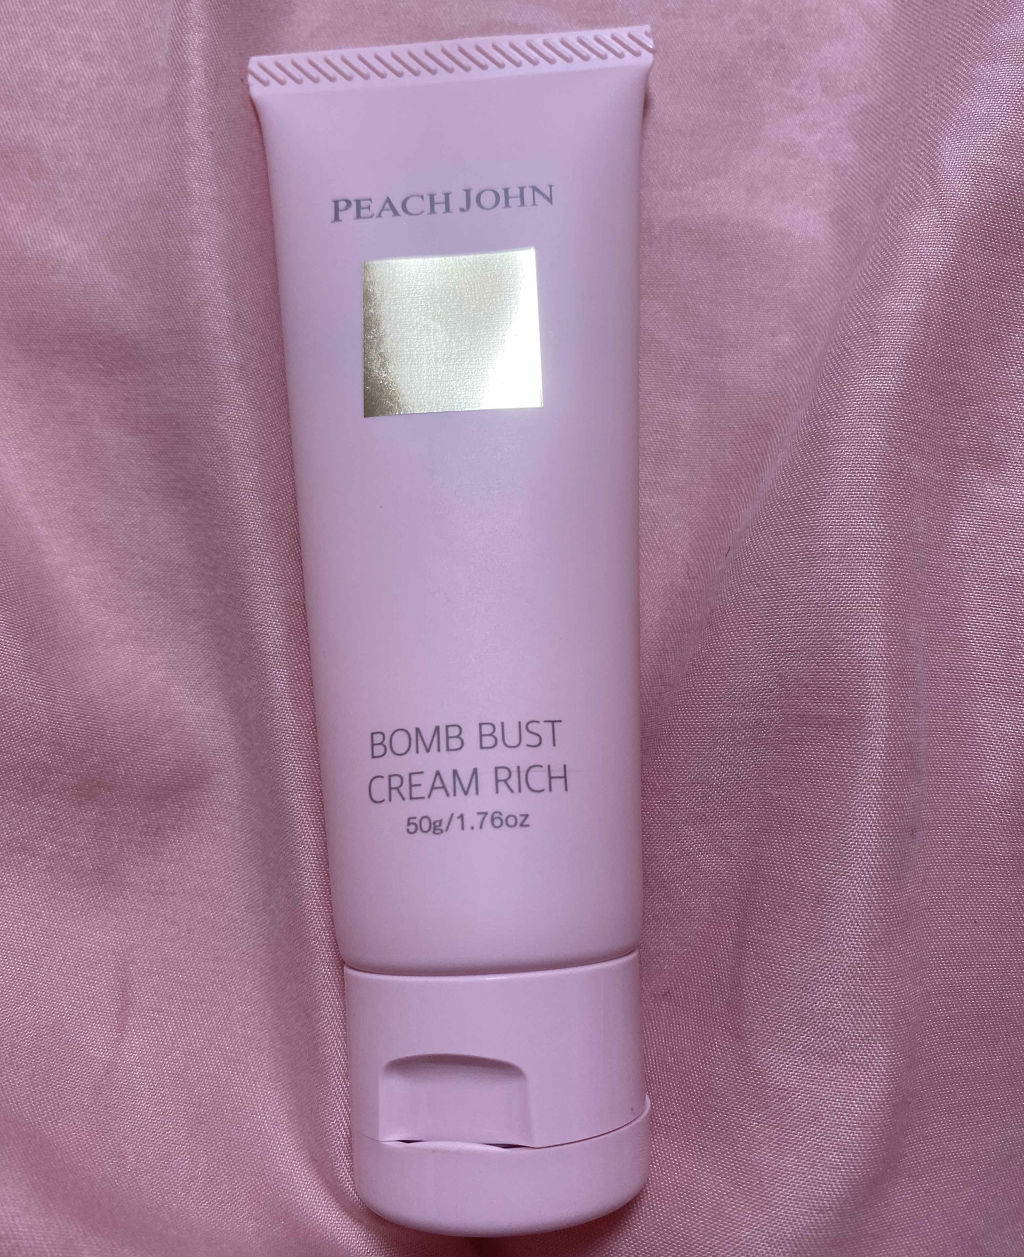 PEACH JOHN
BOMB BUST
CREAM RICH
50g/1.76oz